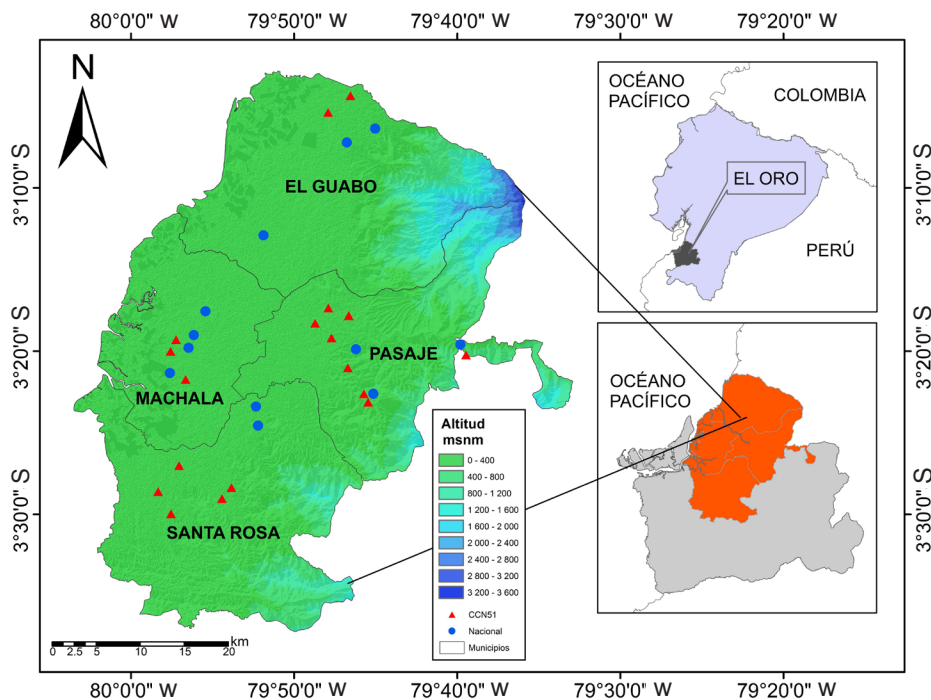 80°0'0" W 79°50'0" W 79°40'0" W 79°30'0" W 79°20'0" W
N
3°10'0" S
3°20'0" S
3°30'0" S
EL GUABO
PASAJE
MACHALA
SANTA ROSA
0 2.5 5 10 15 20 km
Altitud
msnm
0 - 400
400 - 800
800 - 1 200
1 200 - 1 600
1 600 - 2 000
2 000 - 2 400
2 400 - 2 800
2 800 - 3 200
3 200 - 3 600
CCN51
Nacional
Municipios
OCÉANO
PACÍFICO
COLOMBIA
EL ORO
PERÚ
OCÉANO
PACÍFICO
3°10'0" S
3°20'0" S
3°30'0" S
80°0'0" W 79°50'0" W 79°40'0" W 79°30'0" W 79°20'0" W